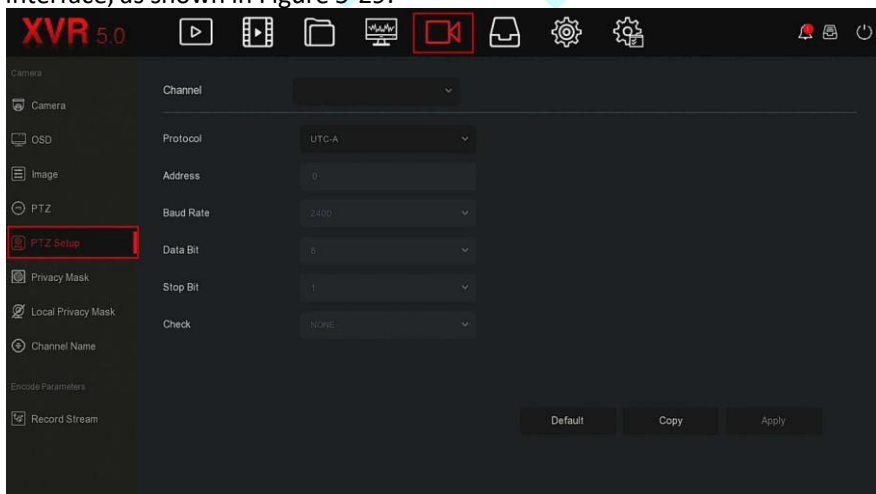 interface, as shown in Figure 5-25.
XVR 5.0
Camera
Channel
Camera
OSD
Protocol
UTC-A
Image
Address
0
PTZ
Baud Rate
2400
PTZ Setup
Data Bit
8
Privacy Mask
Stop Bit
1
Local Privacy Mask
Check
NONE
Channel Name
Encode Parameters
Record Stream
Default
Copy
Apply